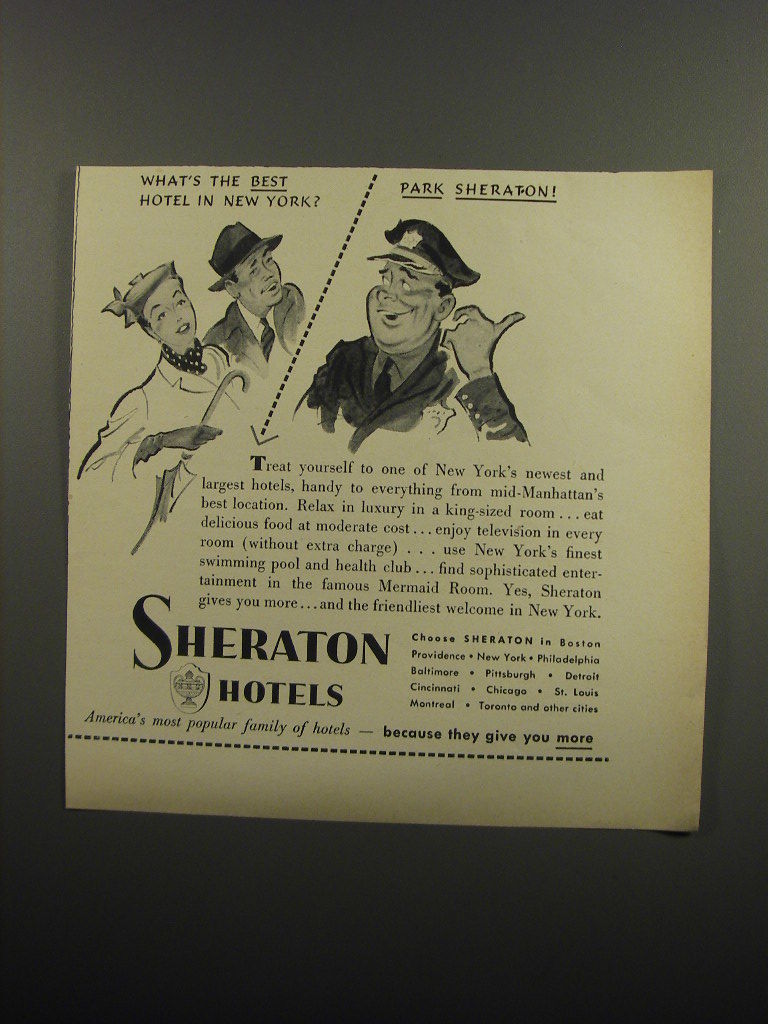 WHAT'S THE BEST
HOTEL IN NEW YORK?
PARK SHERATON!
Treat yourself to one of New York's newest and
largest hotels, handy to everything from mid-Manhattan's
best location. Relax in luxury in a king-sized room . . . eat
delicious food at moderate cost . . . enjoy television in every
room (without extra charge) . . . use New York's finest
swimming pool and health club . . . find sophisticated enter-
tainment in the famous Mermaid Room. Yes, Sheraton
gives you more . . . and the friendliest welcome in New York.
SHERATON
HOTELS
Choose SHERATON in Boston
Providence • New York • Philadelphia
Baltimore • Pittsburgh • Detroit
Cincinnati • Chicago • St. Louis
Montreal • Toronto and other cities
America's most popular family of hotels — because they give you more